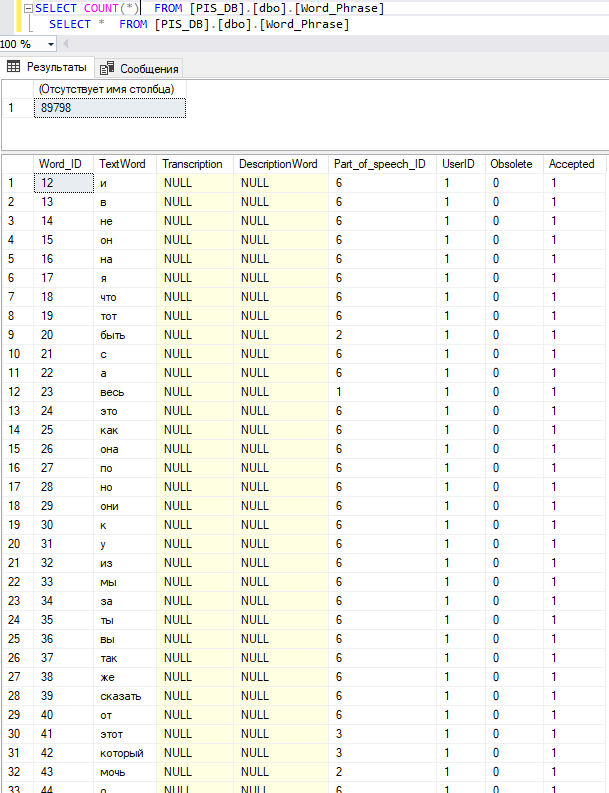 SELECT COUNT(*) FROM [PIS_DB].[dbo].[Word_Phrase]
SELECT * FROM [PIS_DB].[dbo].[Word_Phrase]
100 %
Результаты Сообщения
(Отсутствует имя столбца)
1 89798
Word_ID TextWord Transcription DescriptionWord Part_of_speech_ID UserID Obsolete Accepted
1 12 и NULL NULL 6 1 0 1
2 13 в NULL NULL 6 1 0 1
3 14 не NULL NULL 6 1 0 1
4 15 он NULL NULL 6 1 0 1
5 16 на NULL NULL 6 1 0 1
6 17 я NULL NULL 6 1 0 1
7 18 что NULL NULL 6 1 0 1
8 19 тот NULL NULL 6 1 0 1
9 20 быть NULL NULL 2 1 0 1
10 21 с NULL NULL 6 1 0 1
11 22 а NULL NULL 6 1 0 1
12 23 весь NULL NULL 1 1 0 1
13 24 это NULL NULL 6 1 0 1
14 25 как NULL NULL 6 1 0 1
15 26 она NULL NULL 6 1 0 1
16 27 по NULL NULL 6 1 0 1
17 28 но NULL NULL 6 1 0 1
18 29 они NULL NULL 6 1 0 1
19 30 к NULL NULL 6 1 0 1
20 31 у NULL NULL 6 1 0 1
21 32 из NULL NULL 6 1 0 1
22 33 мы NULL NULL 6 1 0 1
23 34 за NULL NULL 6 1 0 1
24 35 ты NULL NULL 6 1 0 1
25 36 вы NULL NULL 6 1 0 1
26 37 так NULL NULL 6 1 0 1
27 38 же NULL NULL 6 1 0 1
28 39 сказать NULL NULL 6 1 0 1
29 40 от NULL NULL 6 1 0 1
30 41 этот NULL NULL 3 1 0 1
31 42 который NULL NULL 3 1 0 1
32 43 мочь NULL NULL 2 1 0 1
33 44 о NULL NULL 6 1 0 1